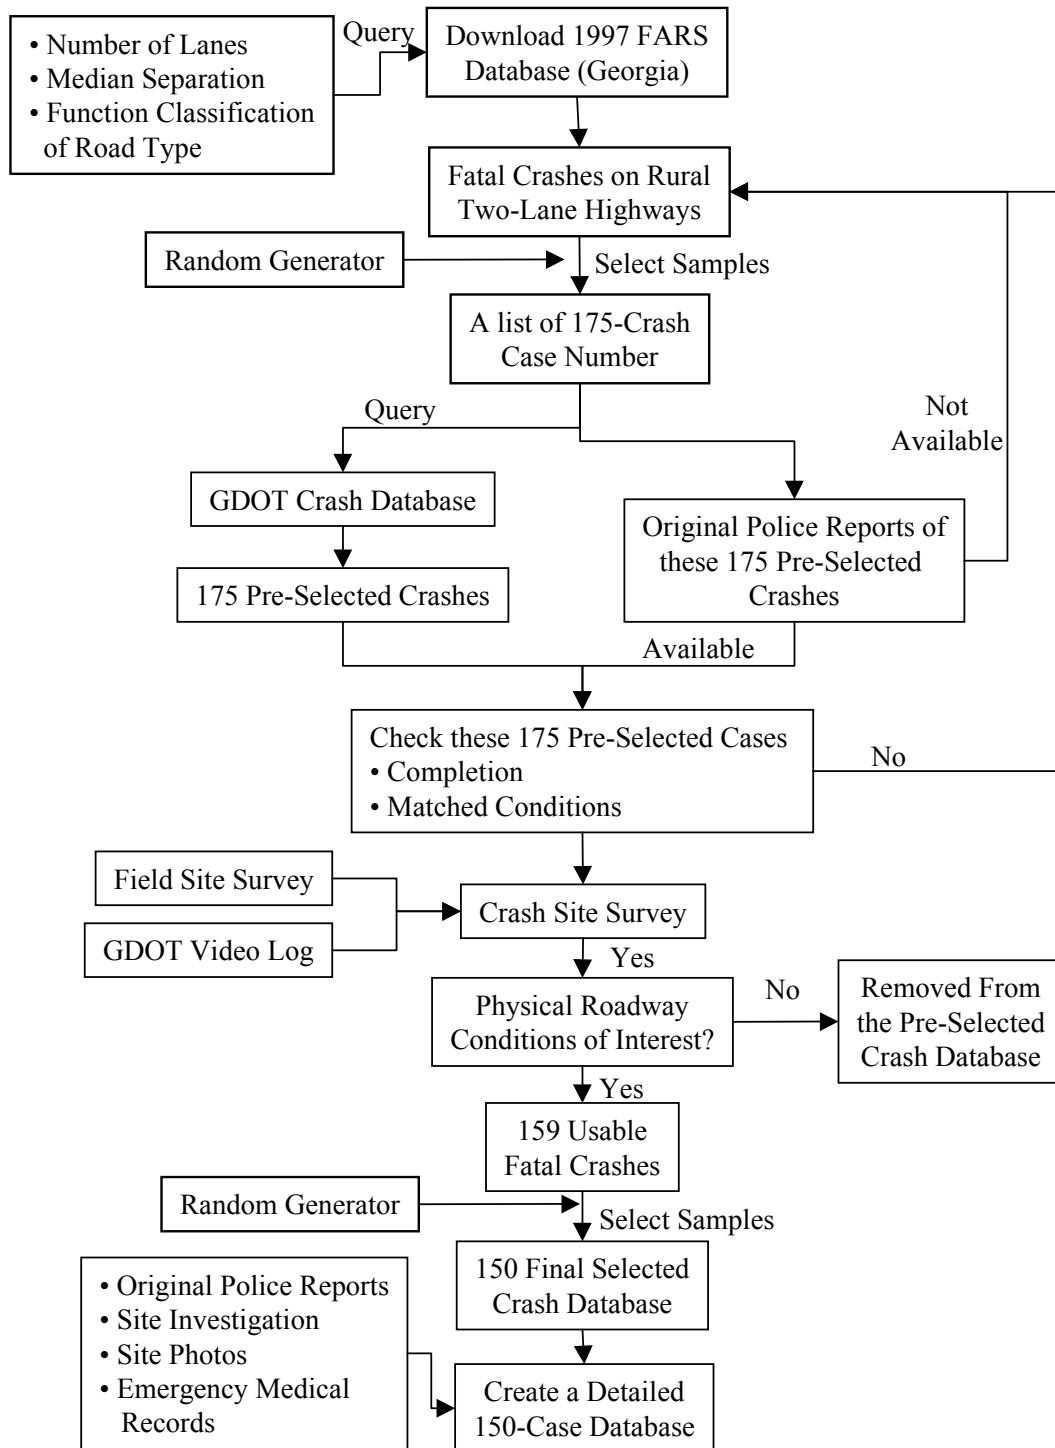 • Number of Lanes
• Median Separation
• Function Classification
of Road Type
Query
Download 1997 FARS
Database (Georgia)
Fatal Crashes on Rural
Two-Lane Highways
Random Generator
Select Samples
A list of 175-Crash
Case Number
Query
Not
Available
GDOT Crash Database
Original Police Reports of
these 175 Pre-Selected
Crashes
175 Pre-Selected Crashes
Available
Check these 175 Pre-Selected Cases
• Completion
• Matched Conditions
No
Field Site Survey
GDOT Video Log
Crash Site Survey
Yes
Physical Roadway
Conditions of Interest?
No
Removed From
the Pre-Selected
Crash Database
Yes
159 Usable
Fatal Crashes
Random Generator
Select Samples
150 Final Selected
Crash Database
• Original Police Reports
• Site Investigation
• Site Photos
• Emergency Medical
Records
Create a Detailed
150-Case Database